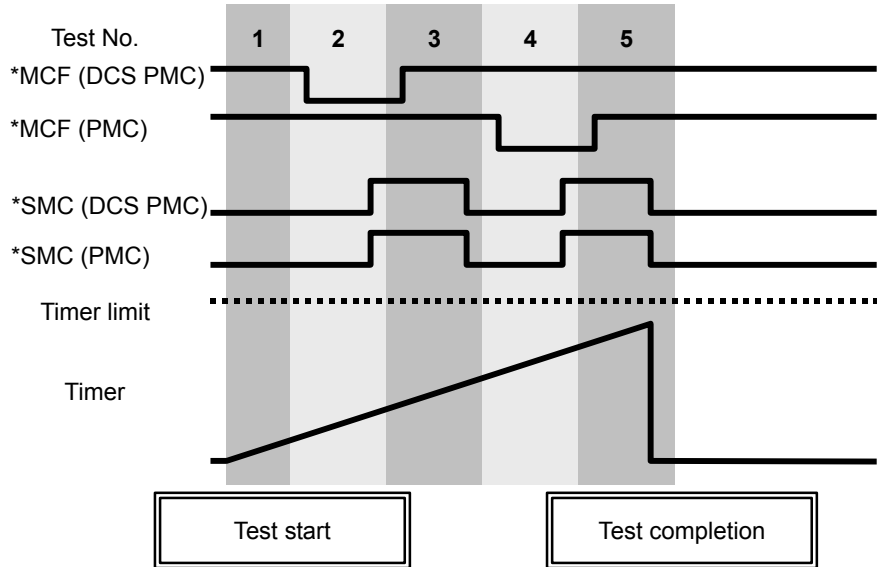 Test No. 1 2 3 4 5
*MCF (DCS PMC)
*MCF (PMC)
*SMC (DCS PMC)
*SMC (PMC)
Timer limit
Timer
Test start Test completion